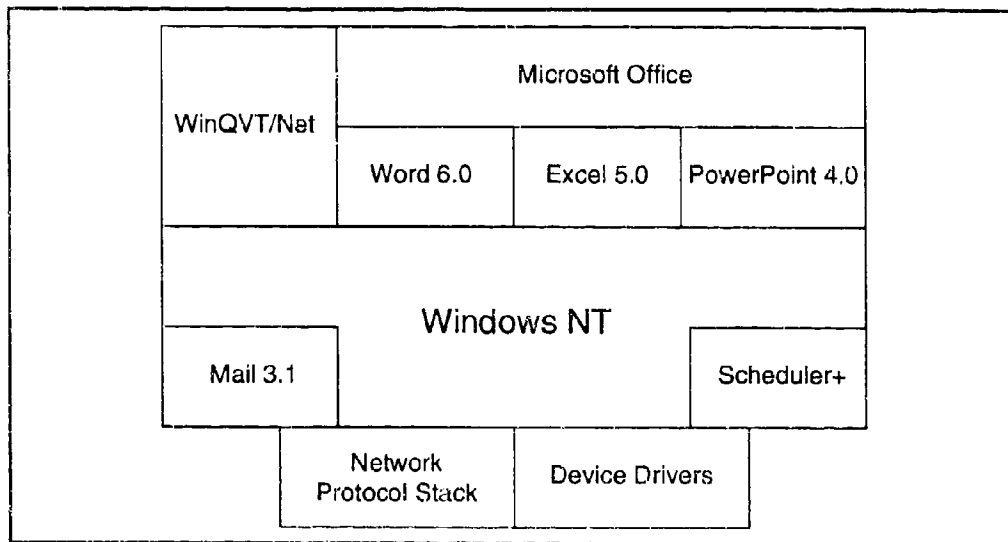 Microsoft Office
WinQVT/Net
Word 6.0
Excel 5.0
PowerPoint 4.0
Windows NT
Mail 3.1
Scheduler+
Network
Protocol Stack
Device Drivers